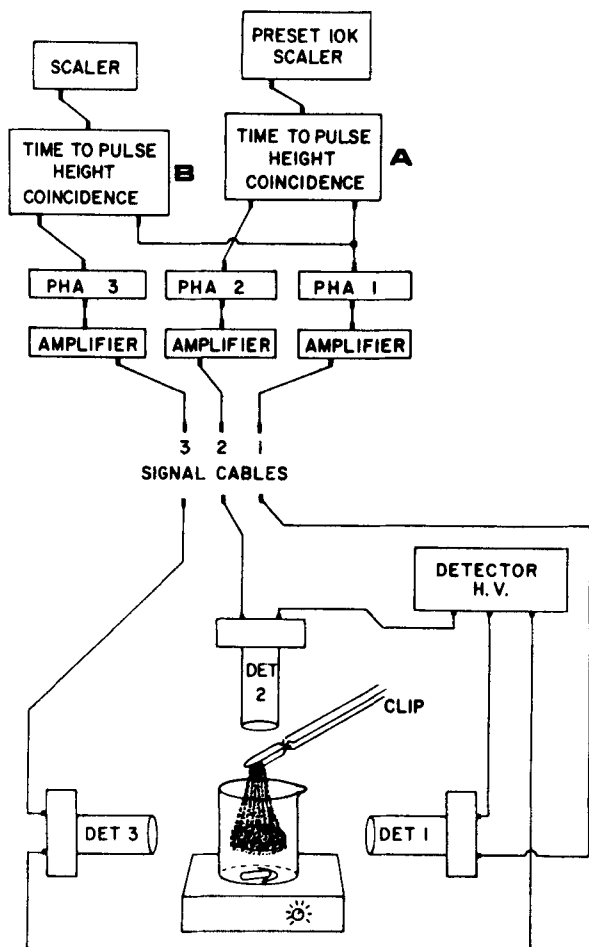 SCALER
PRESET 10K
SCALER
TIME TO PULSE
HEIGHT
COINCIDENCE
B
TIME TO PULSE
HEIGHT
COINCIDENCE
A
PHA 3
PHA 2
PHA 1
AMPLIFIER
AMPLIFIER
AMPLIFIER
3 2 1
SIGNAL CABLES
DETECTOR
H.V.
DET
2
CLIP
DET 3
DET 1